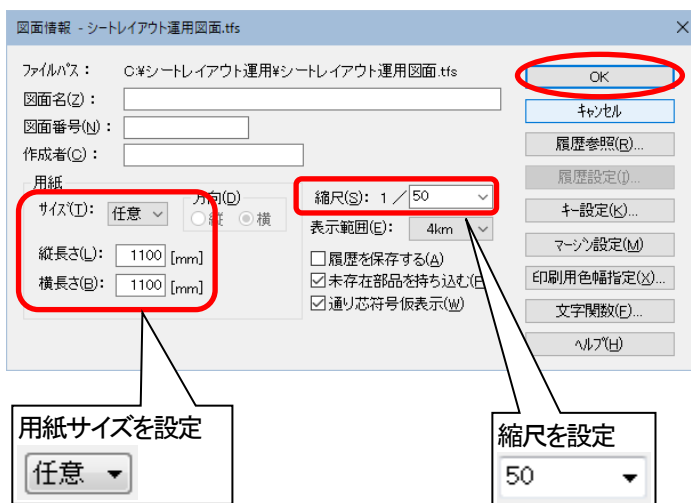 図面情報 - シートレイアウト運用図面.tfs
ﾌｧｲﾙﾊﾟｽ： C:¥シートレイアウト運用¥シートレイアウト運用図面.tfs
OK
図面名(Z)：
ｷｬﾝｾﾙ
図面番号(N)：
履歴参照(R)...
作成者(C)：
履歴設定(I)...
用紙
方向(D)
縮尺(S)： 1 ／ 50
ｻｲｽﾞ(T)： 任意
縦 横
キー設定(K)...
表示範囲(E)： 4km
ﾏｰｼﾞﾝ設定(M)
縦長さ(L)： 1100 [mm]
履歴を保存する(A)
横長さ(B)： 1100 [mm]
未存在部品を持ち込む(P
印刷用色幅指定(X)...
通り芯符号仮表示(W)
文字関数(F)...
ﾍﾙﾌﾟ(H)
用紙サイズを設定
任意
縮尺を設定
50